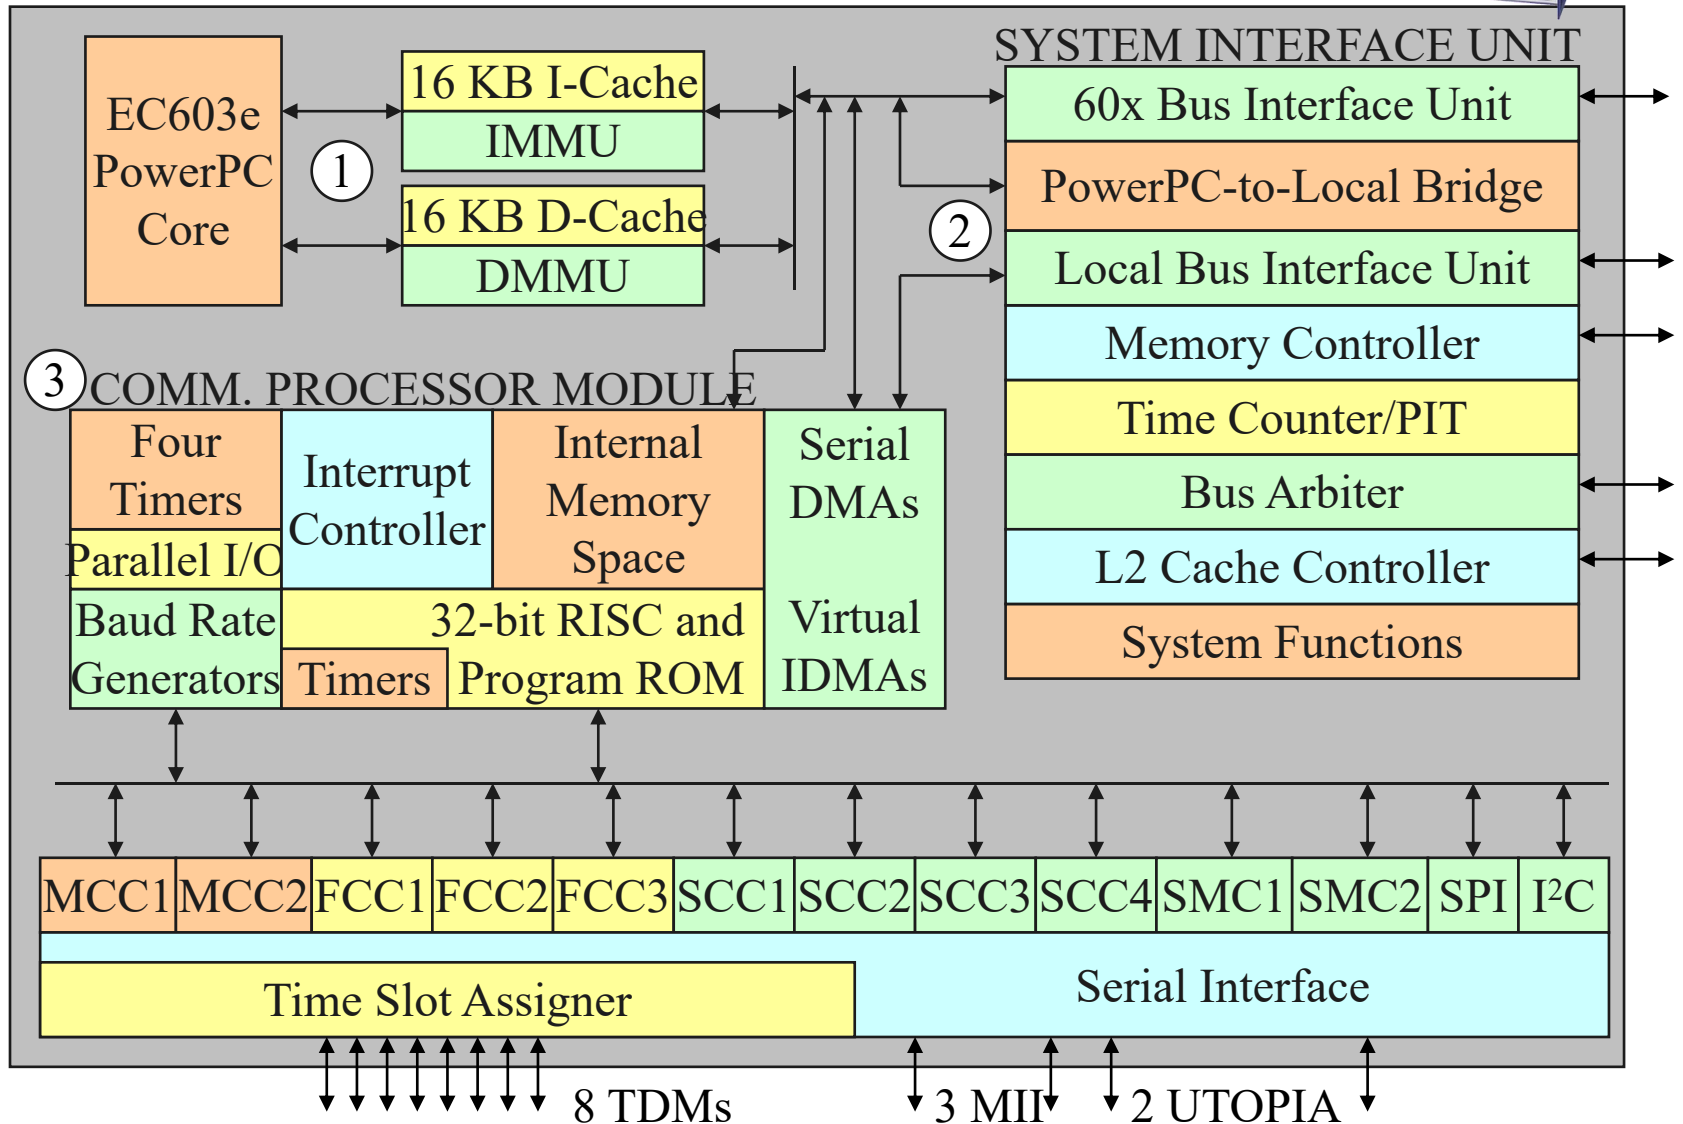 SYSTEM INTERFACE UNIT
EC603e
PowerPC
Core
1
16 KB I-Cache
IMMU
16 KB D-Cache
DMMU
2
60x Bus Interface Unit
PowerPC-to-Local Bridge
Local Bus Interface Unit
Memory Controller
Time Counter/PIT
Bus Arbiter
L2 Cache Controller
System Functions
3
COMM. PROCESSOR MODULE
Four
Timers
Parallel I/O
Baud Rate
Generators
Interrupt
Controller
Internal
Memory
Space
32-bit RISC and
Program ROM
Timers
Serial
DMAs
Virtual
IDMAs
MCC1 MCC2 FCC1 FCC2 FCC3 SCC1 SCC2 SCC3 SCC4 SMC1 SMC2 SPI I²C
Time Slot Assigner
Serial Interface
8 TDMs
3 MII
2 UTOPIA